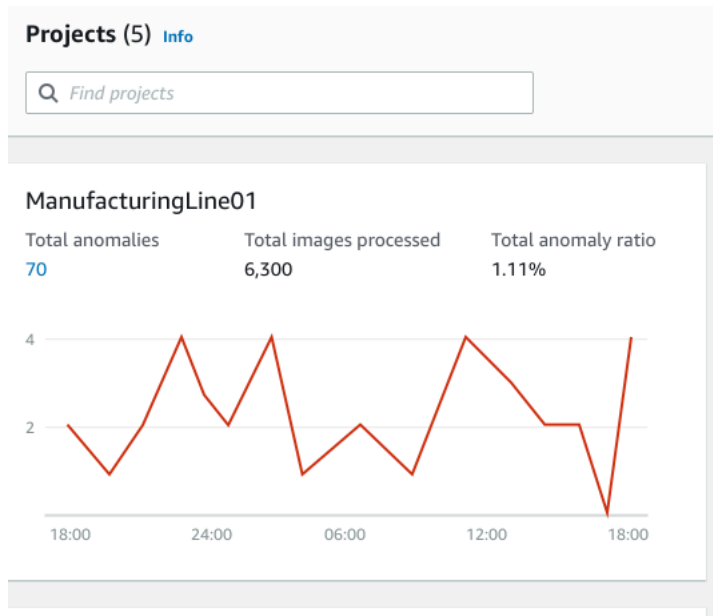 Projects (5) Info
Find projects
ManufacturingLine01
Total anomalies Total images processed Total anomaly ratio
70 6,300 1.11%
4
2
18:00 24:00 06:00 12:00 18:00